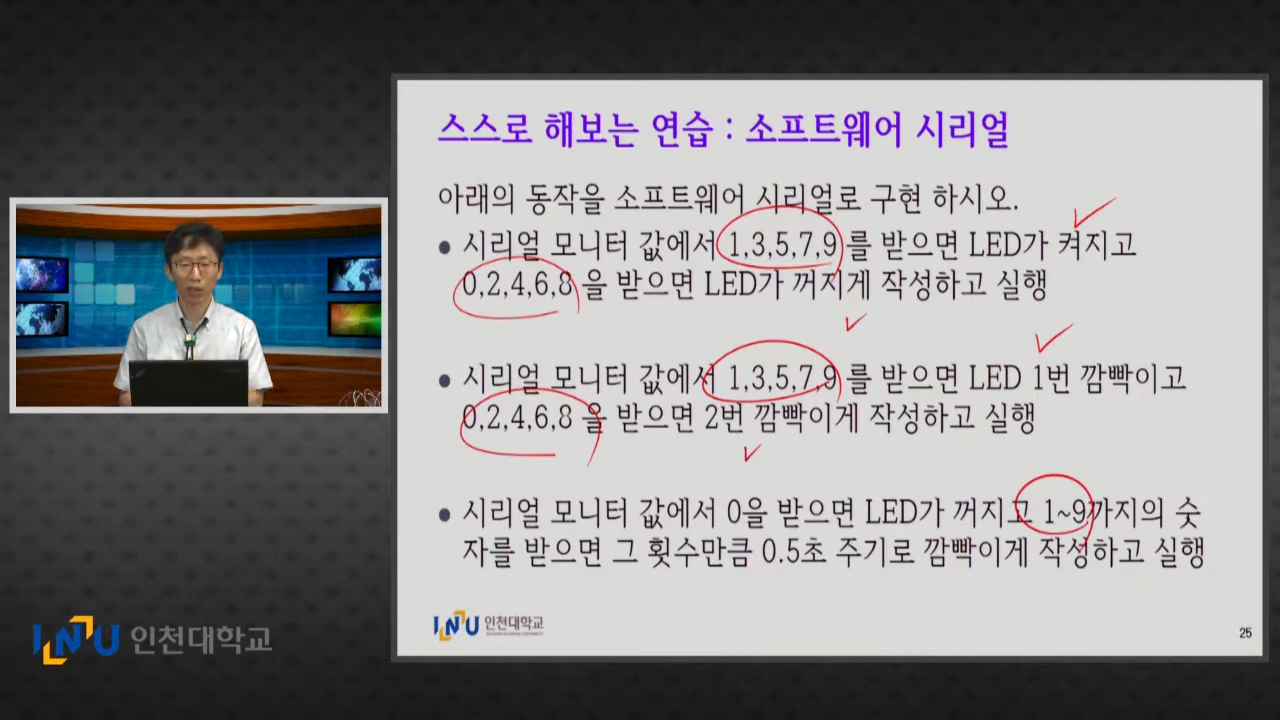 스스로 해보는 연습 : 소프트웨어 시리얼
아래의 동작을 소프트웨어 시리얼로 구현 하시오.
● 시리얼 모니터 값에서 1,3,5,7,9 를 받으면 LED가 켜지고
0,2,4,6,8 을 받으면 LED가 꺼지게 작성하고 실행
● 시리얼 모니터 값에서 1,3,5,7,9 를 받으면 LED 1번 깜빡이고
0,2,4,6,8 을 받으면 2번 깜빡이게 작성하고 실행
● 시리얼 모니터 값에서 0을 받으면 LED가 꺼지고 1~9까지의 숫
자를 받으면 그 횟수만큼 0.5초 주기로 깜빡이게 작성하고 실행
INU 인천대학교
25
INU 인천대학교